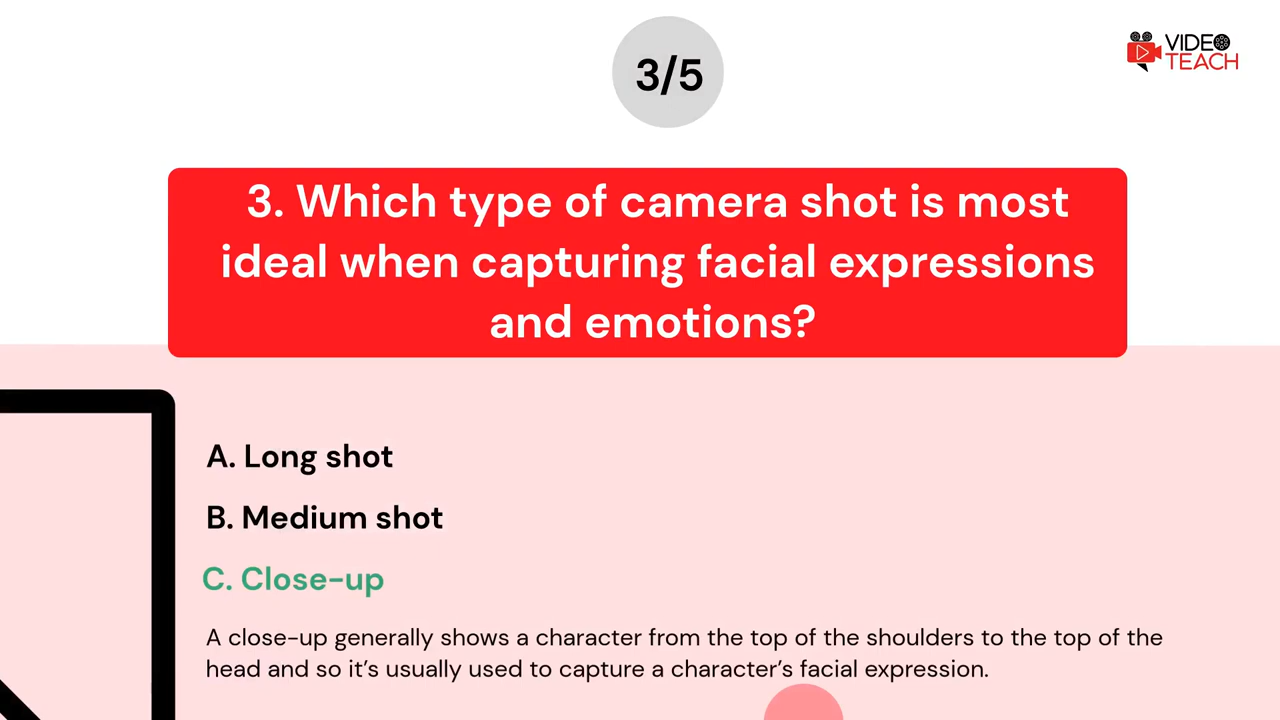 3/5
VIDEO
TEACH
3. Which type of camera shot is most
ideal when capturing facial expressions
and emotions?
A. Long shot
B. Medium shot
C. Close-up
A close-up generally shows a character from the top of the shoulders to the top of the
head and so it’s usually used to capture a character’s facial expression.